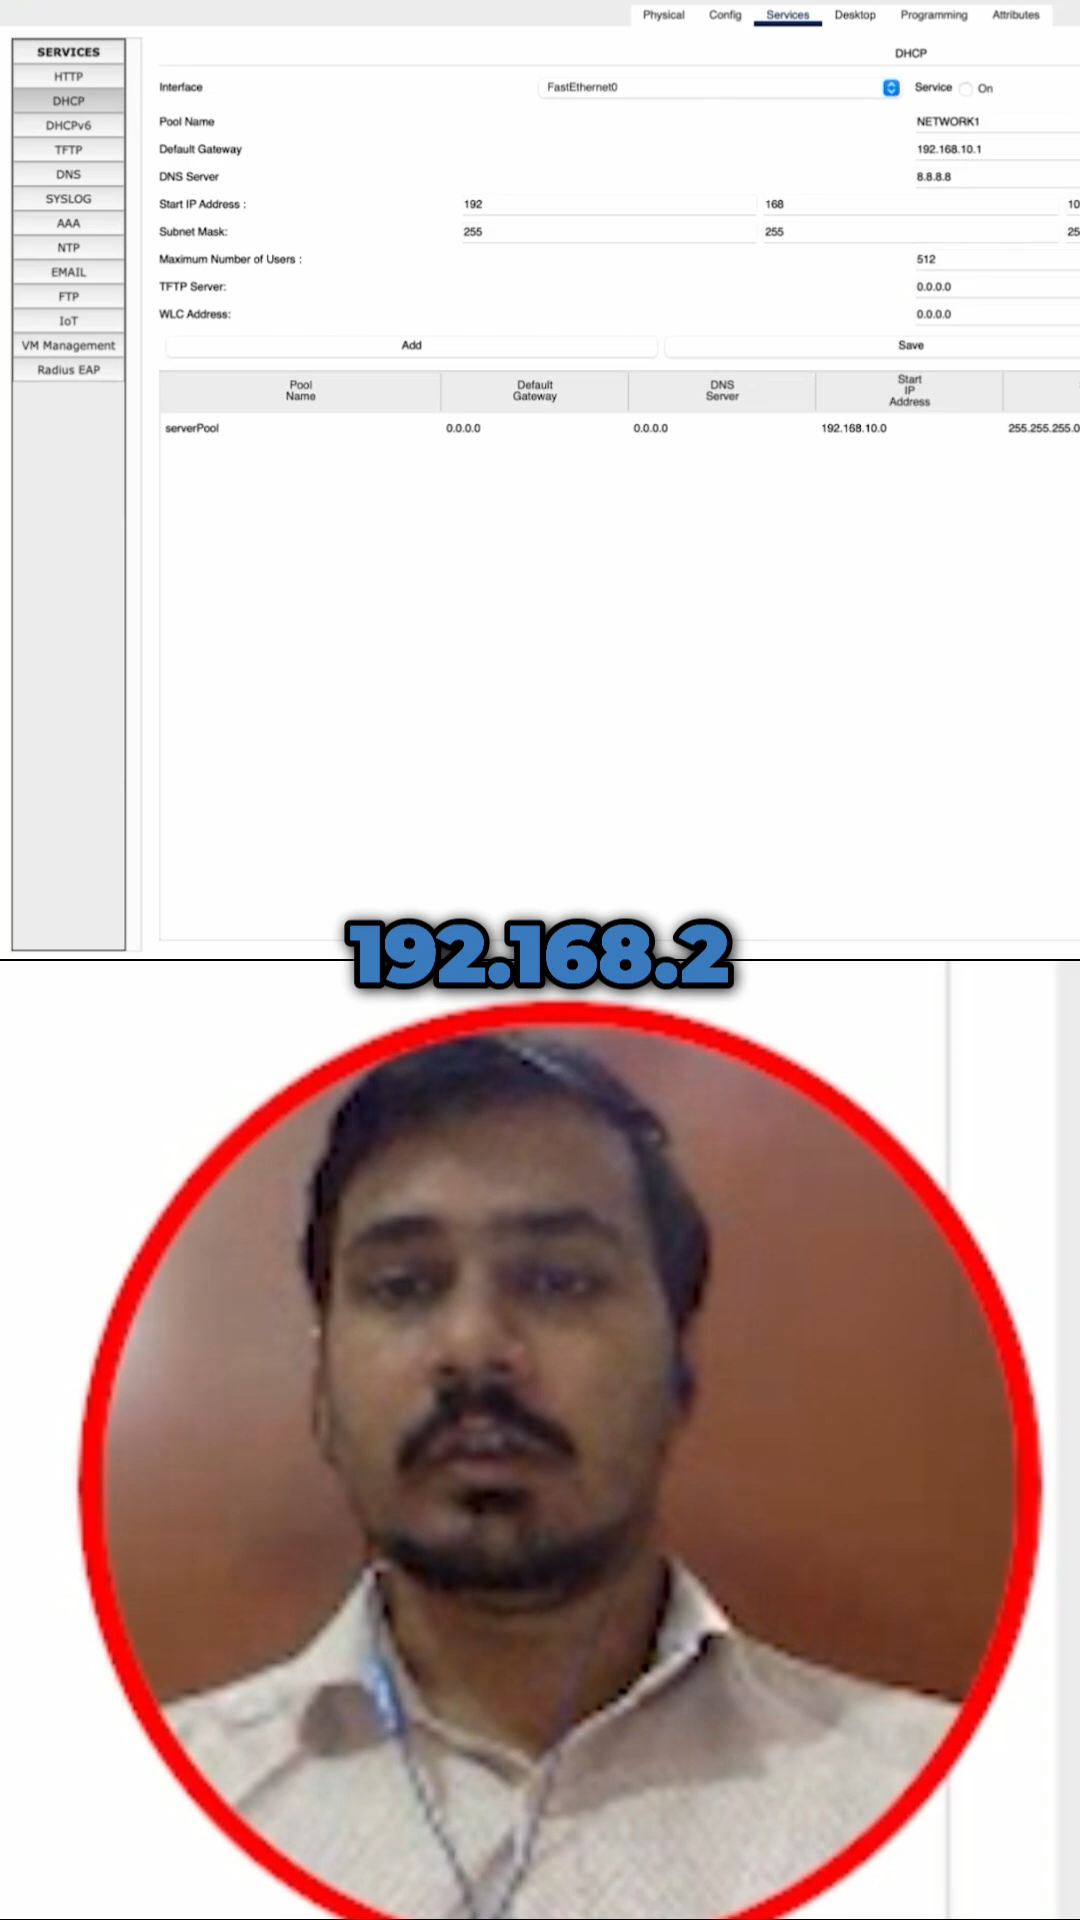 Physical Config Services Desktop Programming Attributes
SERVICES
HTTP
DHCP
DHCPv6
TFTP
DNS
SYSLOG
AAA
NTP
EMAIL
FTP
IoT
VM Management
Radius EAP
DHCP
Interface FastEthernet0 Service On
Pool Name NETWORK1
Default Gateway 192.168.10.1
DNS Server 8.8.8.8
Start IP Address : 192 168 10
Subnet Mask: 255 255 25
Maximum Number of Users : 512
TFTP Server: 0.0.0.0
WLC Address: 0.0.0.0
Add Save
Pool Name Default Gateway DNS Server Start IP Address
serverPool 0.0.0.0 0.0.0.0 192.168.10.0 255.255.255.0
192.168.2